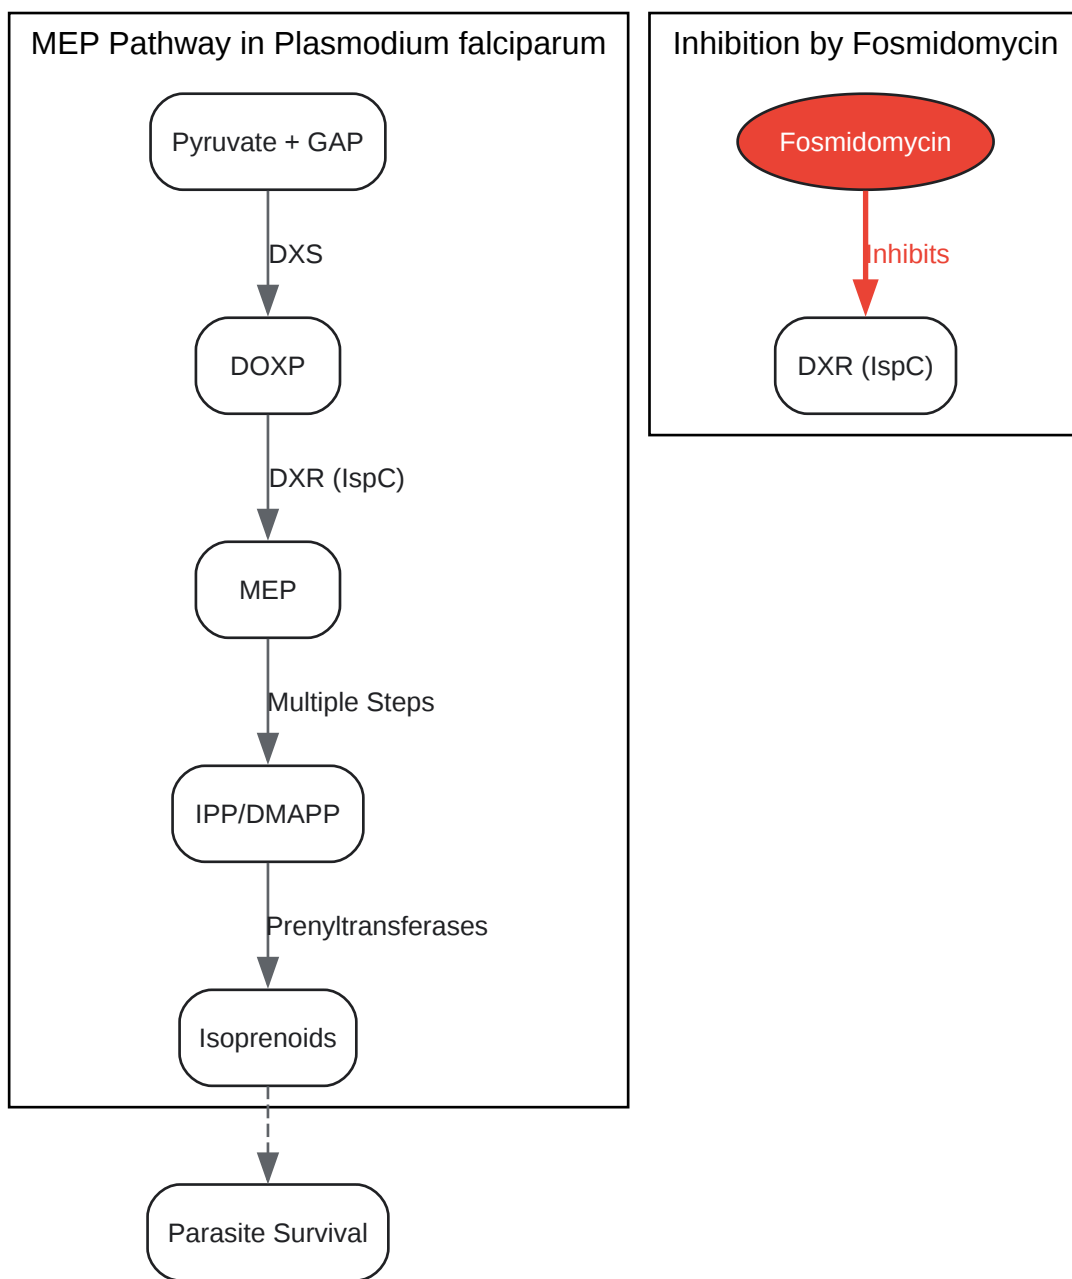 MEP Pathway in Plasmodium falciparum
Pyruvate + GAP
DXS
DOXP
DXR (IspC)
MEP
Multiple Steps
IPP/DMAPP
Prenyltransferases
Isoprenoids
Parasite Survival
Inhibition by Fosmidomycin
Fosmidomycin
Inhibits
DXR (IspC)